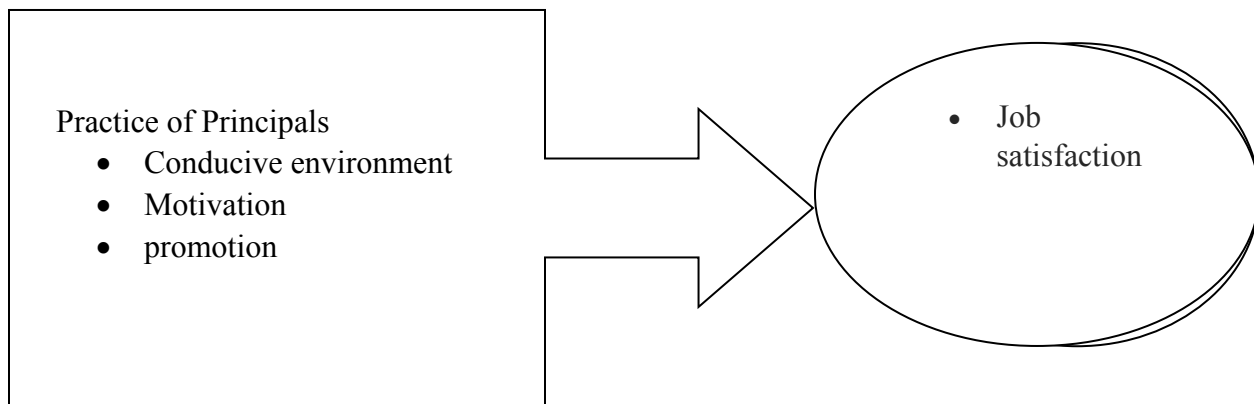 Practice of Principals
• Conducive environment
• Motivation
• promotion
• Job
satisfaction